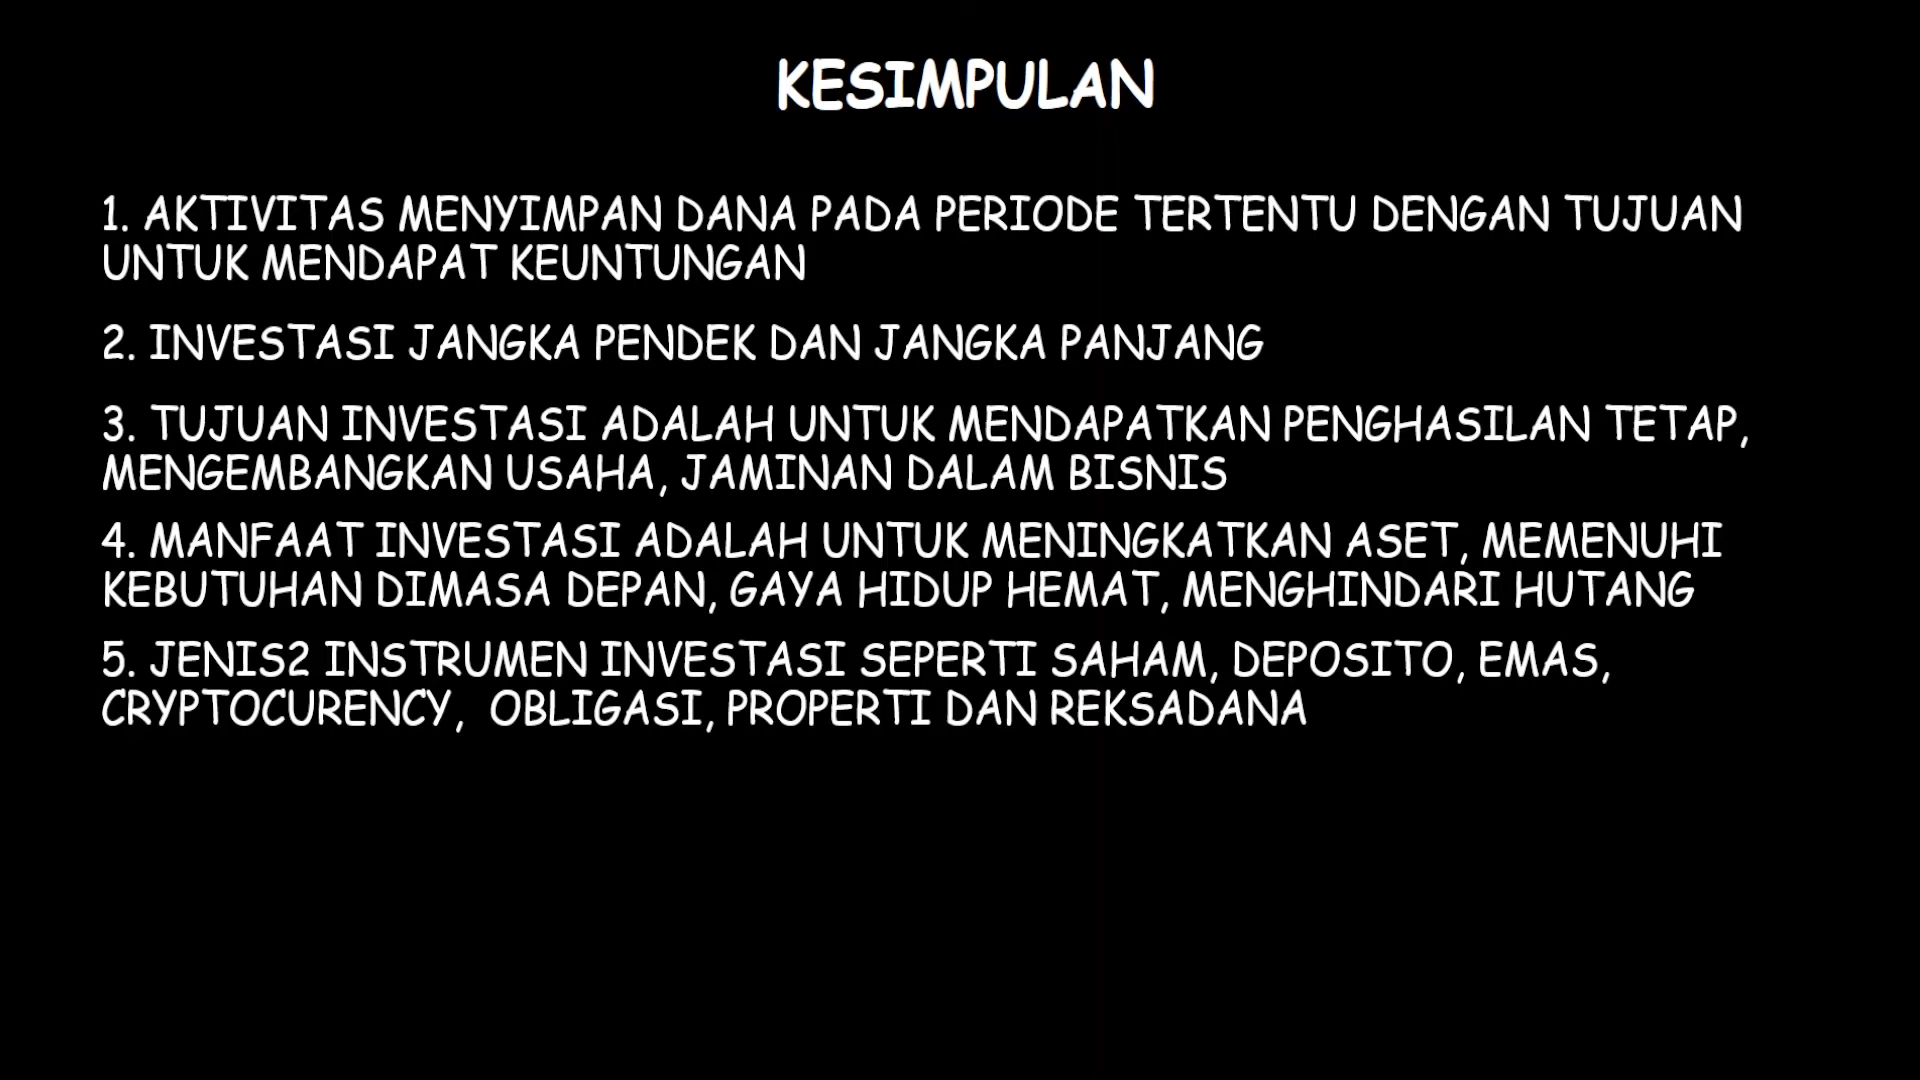 KESIMPULAN
1. AKTIVITAS MENYIMPAN DANA PADA PERIODE TERTENTU DENGAN TUJUAN
UNTUK MENDAPAT KEUNTUNGAN
2. INVESTASI JANGKA PENDEK DAN JANGKA PANJANG
3. TUJUAN INVESTASI ADALAH UNTUK MENDAPATKAN PENGHASILAN TETAP,
MENGEMBANGKAN USAHA, JAMINAN DALAM BISNIS
4. MANFAAT INVESTASI ADALAH UNTUK MENINGKATKAN ASET, MEMENUHI
KEBUTUHAN DIMASA DEPAN, GAYA HIDUP HEMAT, MENGHINDARI HUTANG
5. JENIS2 INSTRUMEN INVESTASI SEPERTI SAHAM, DEPOSITO, EMAS,
CRYPTOCURENCY,  OBLIGASI, PROPERTI DAN REKSADANA